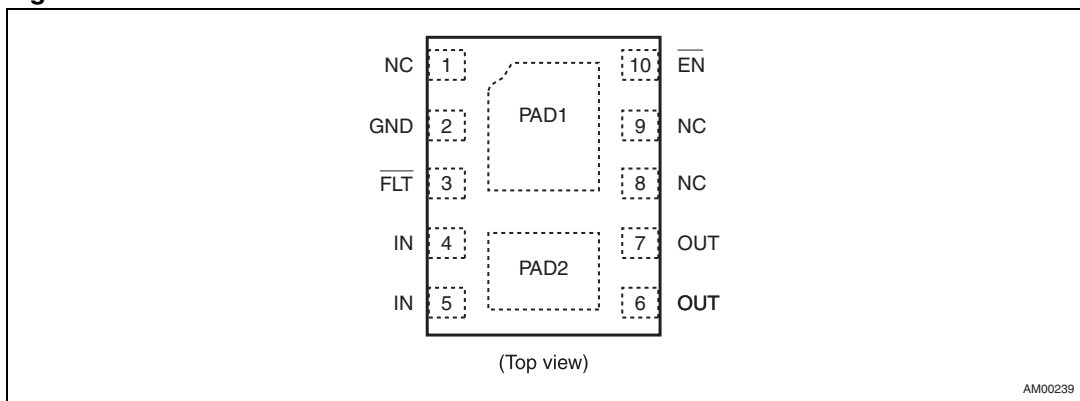 NC 1 10 EN
PAD1
GND 2 9 NC
FLT 3 8 NC
IN 4 7 OUT
PAD2
IN 5 6 OUT
(Top view)
AM00239